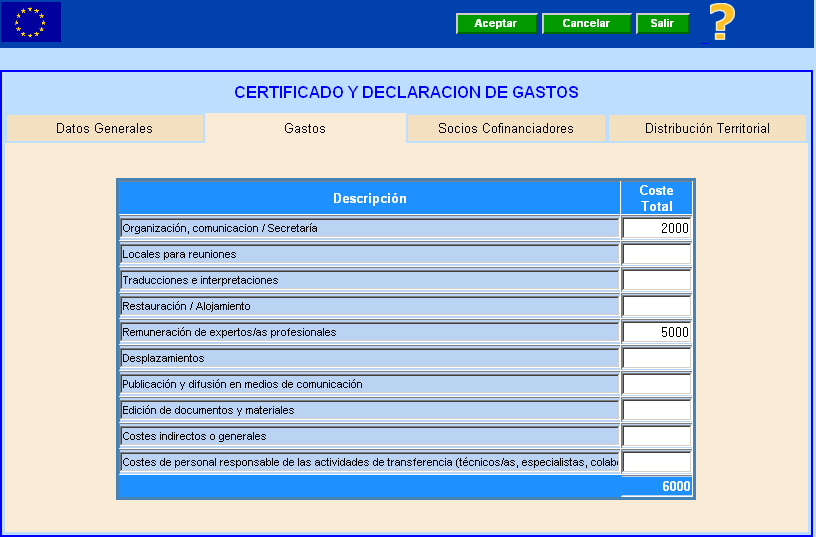 Aceptar Cancelar Salir ?
CERTIFICADO Y DECLARACION DE GASTOS
Datos Generales Gastos Socios Cofinanciadores Distribución Territorial
Descripción Coste Total
Organización, comunicacion / Secretaría 2000
Locales para reuniones
Traducciones e interpretaciones
Restauración / Alojamiento
Remuneración de expertos/as profesionales 5000
Desplazamientos
Publicación y difusión en medios de comunicación
Edición de documentos y materiales
Costes indirectos o generales
Costes de personal responsable de las actividades de transferencia (técnicos/as, especialistas, colab
6000